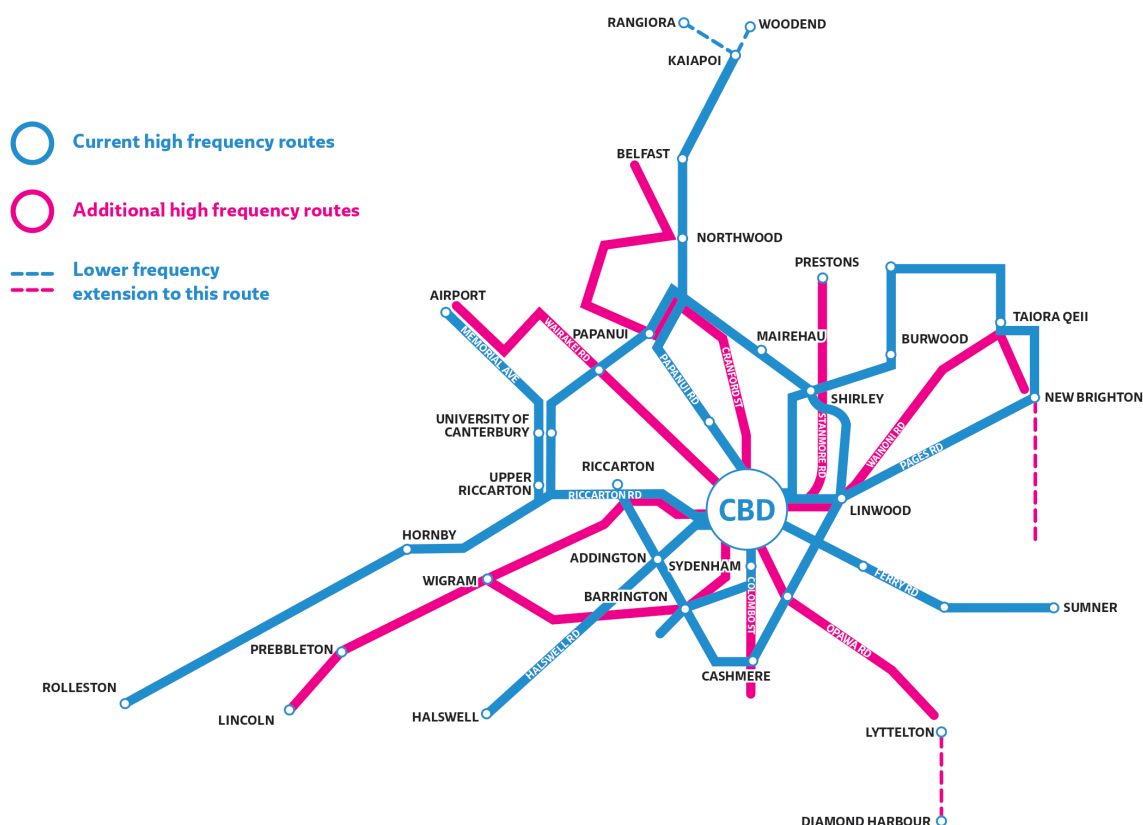 RANGIORA
WOODEND
KAIAPOI
Current high frequency routes
BELFAST
Additional high frequency routes
NORTHWOOD
PRESTONS
Lower frequency
extension to this route
AIRPORT
TAIORA QEII
WAIRAKEI RD
PAPANUI
MAIREHAU
BURWOOD
MEMORIAL AVE
PAPANUI RD
CRANFORD ST
SHIRLEY
NEW BRIGHTON
UNIVERSITY OF
CANTERBURY
STANMORE RD
WAINONI RD
PAGES RD
RICCARTON
UPPER
RICCARTON
RICCARTON RD
CBD
LINWOOD
HORNBY
ADDINGTON
SYDENHAM
WIGRAM
BARRINGTON
COLOMBO ST
FERRY RD
SUMNER
PREBBLETON
HALSWELL RD
OPAWA RD
CASHMERE
ROLLESTON
LINCOLN
HALSWELL
LYTTELTON
DIAMOND HARBOUR